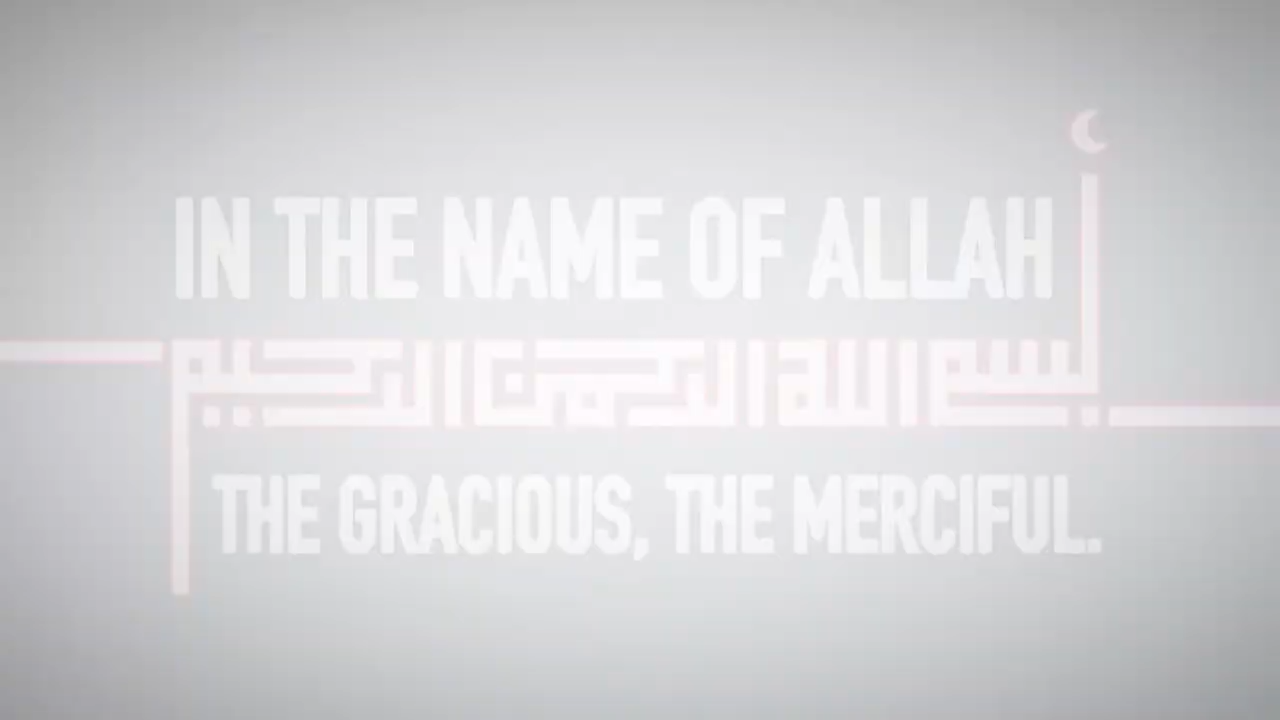 IN THE NAME OF ALLAH
بسم الله الرحمن الرحيم
THE GRACIOUS, THE MERCIFUL.